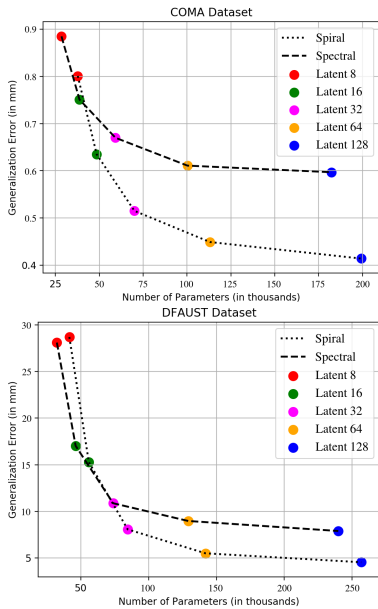 COMA Dataset
Generalization Error (in mm)
0.9
0.8
0.7
0.6
0.5
0.4
Spiral
Spectral
Latent 8
Latent 16
Latent 32
Latent 64
Latent 128
25 50 75 100 125 150 175 200
Number of Parameters (in thousands)
DFAUST Dataset
Generalization Error (in mm)
30
25
20
15
10
5
Spiral
Spectral
Latent 8
Latent 16
Latent 32
Latent 64
Latent 128
50 100 150 200 250
Number of Parameters (in thousands)